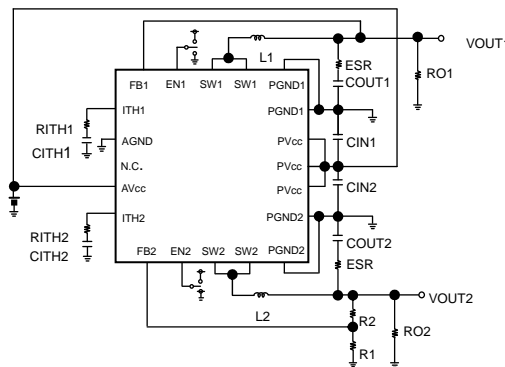 VOUT1
L1
ESR
COUT1
RO1
FB1 EN1 SW1 SW1 PGND1
ITH1
PGND1
RITH1
CITH1
AGND
PVcc
CIN1
N.C.
PVcc
AVcc
PVcc
CIN2
ITH2
PGND2
RITH2
CITH2
COUT2
FB2 EN2 SW2 SW2 PGND2
ESR
VOUT2
L2
R2
RO2
R1